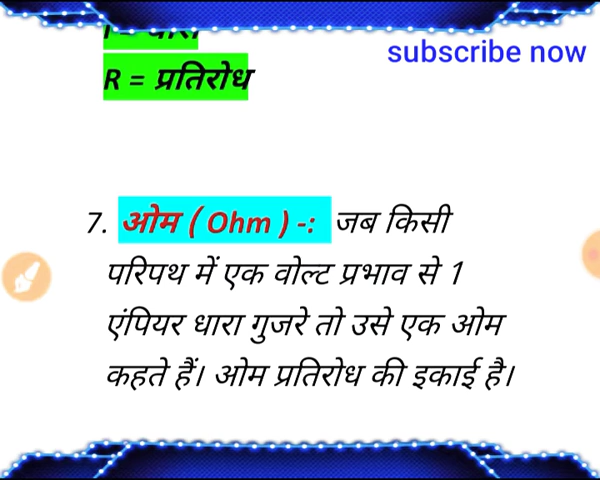 subscribe now
R = प्रतिरोध
7. ओम ( Ohm ) -: जब किसी
परिपथ में एक वोल्ट प्रभाव से 1
एंपियर धारा गुजरे तो उसे एक ओम
कहते हैं। ओम प्रतिरोध की इकाई है।